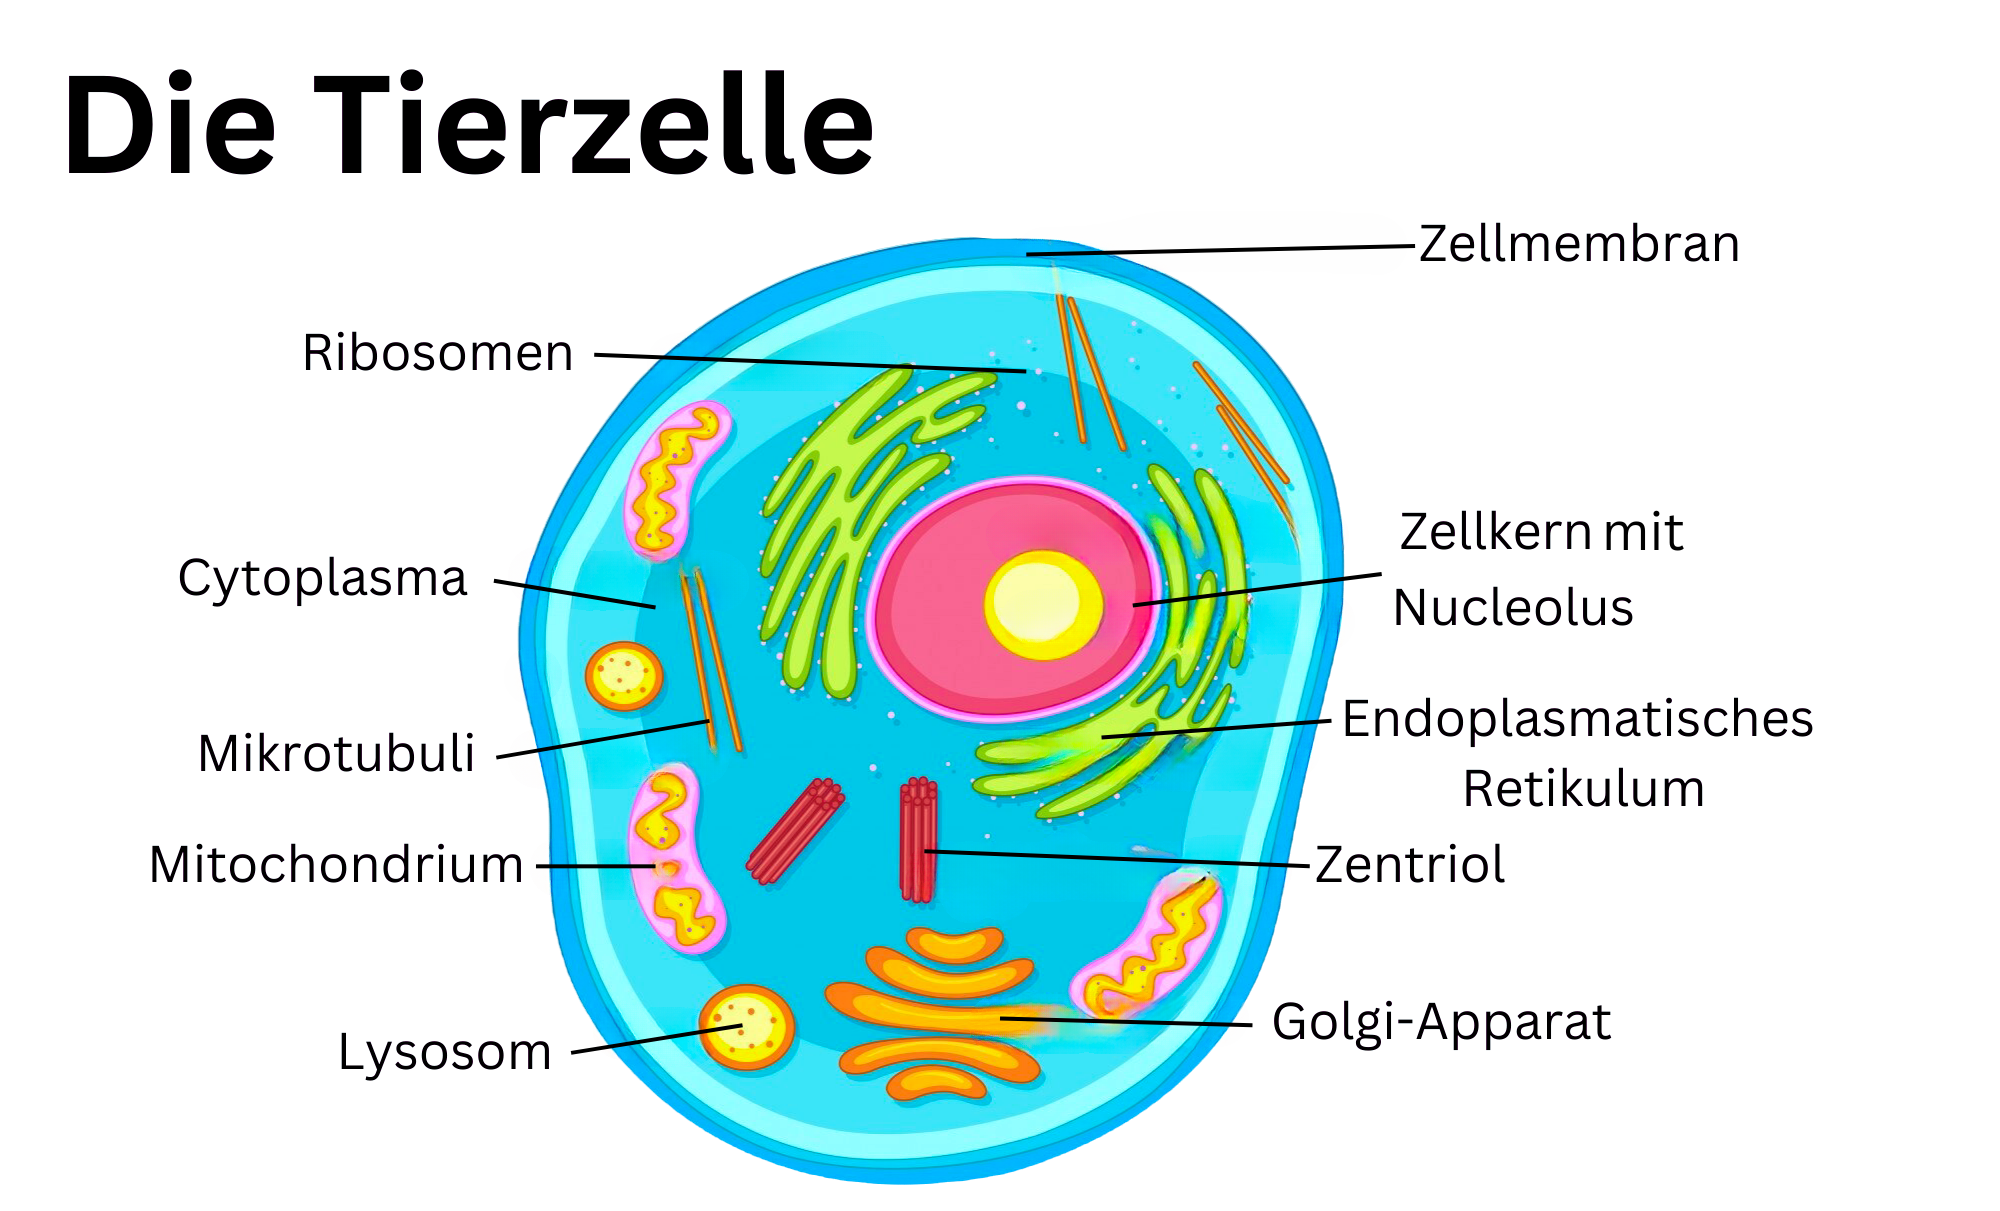 Die Tierzelle
Zellmembran
Ribosomen
Zellkern mit
Nucleolus
Cytoplasma
Endoplasmatisches
Retikulum
Mikrotubuli
Mitochondrium
Zentriol
Golgi-Apparat
Lysosom